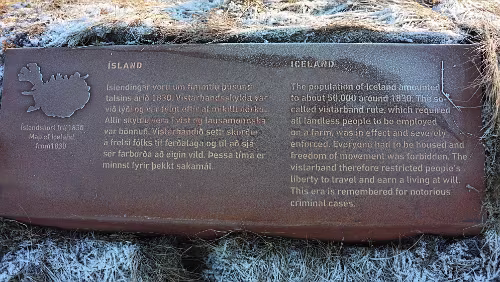 ÍSLAND
Íslendingar voru um fimmtíu þúsund
talsins árið 1830. Vistarbandsskylda var
við lýði og
Allir skyldu vera í vist og lausamennska
var bönnuð. Vistarbandið setti skorður
á frelsi fólks til ferðalaga og til að sjá
sér farborða að eigin vild. Þessa tíma er
minnst fyrir þekkt sakamál.
Íslandskort frá 1830
Map of Iceland
from 1830
ICELAND
The population of Iceland amounted
to about 50.000 around 1830. The so-
called vistarband rule, which required
all landless people to be employed
on a farm, was in effect and severely
enforced. Everyone had to be housed and
freedom of movement was forbidden. The
vistarband therefore restricted people's
liberty to travel and earn a living at will.
This era is remembered for notorious
criminal cases.